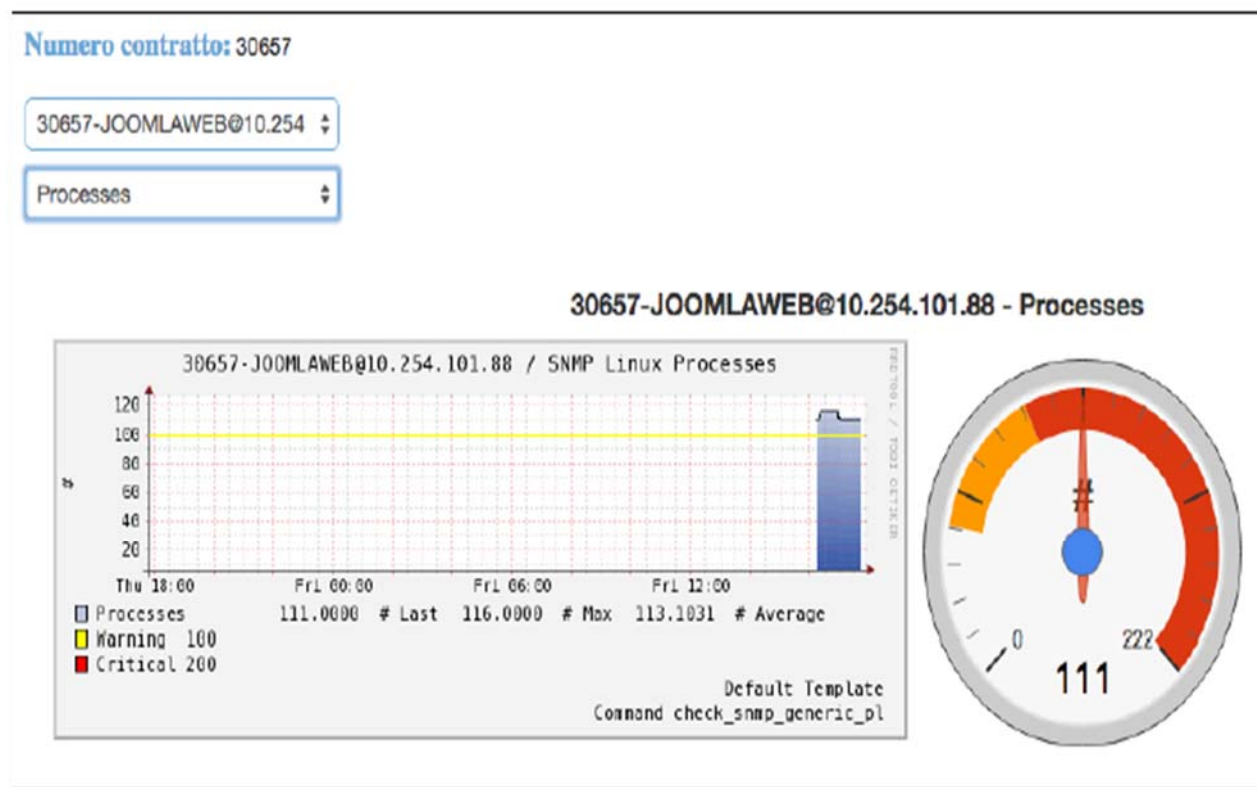 Numero contratto: 30657
30657-JOOMLAWEB@10.254
Processes
30657-JOOMLAWEB@10.254.101.88 - Processes
30657-JOOMLAWEB@10.254.101.88 / SNMP Linux Processes
RRDTOOL / TOBI OETIKER
120
100
80
60
40
20
#
Thu 18:00 Fri 00:00 Fri 06:00 Fri 12:00
Processes 111.0000 # Last 116.0000 # Max 113.1031 # Average
Warning 100
Critical 200
Default Template
Command check_snmp_generic_pl
#
0 222
111